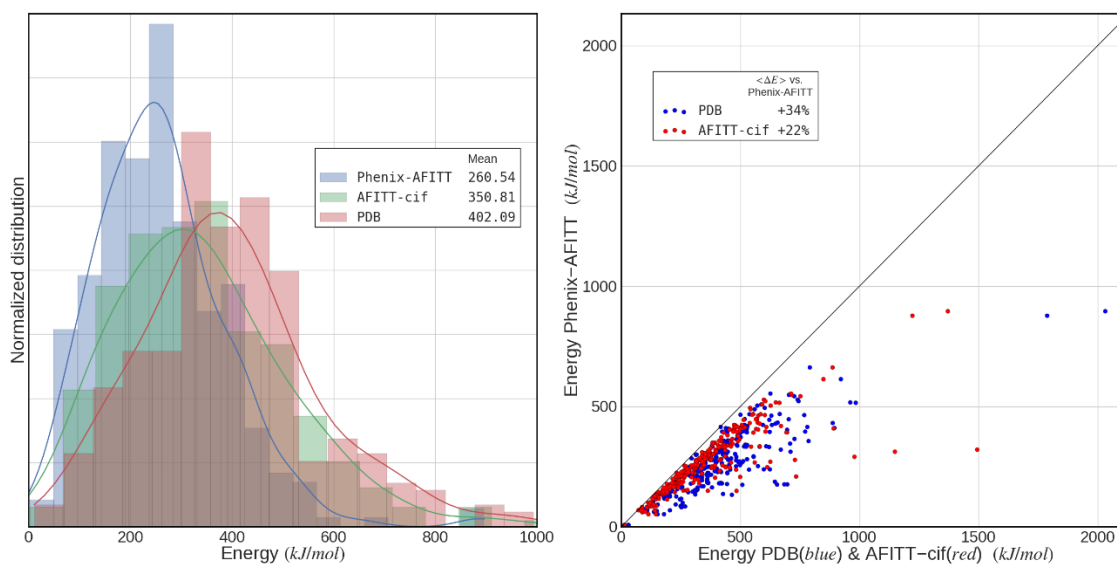 Normalized distribution
Mean
Phenix-AFITT 260.54
AFITT-cif 350.81
PDB 402.09
0 200 400 600 800 1000
Energy (kJ/mol)
Energy Phenix−AFITT (kJ/mol)
2000
1500
1000
500
0
<ΔE> vs.
Phenix-AFITT
PDB +34%
AFITT-cif +22%
0 500 1000 1500 2000
Energy PDB(blue) & AFITT−cif(red) (kJ/mol)